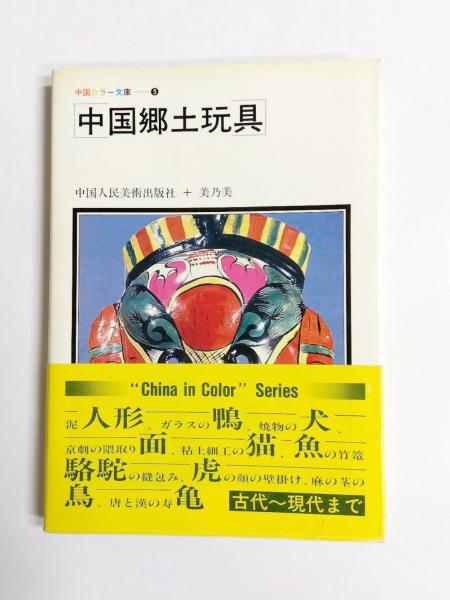 中国カラー文庫──❺
中国郷土玩具
中国人民美術出版社 + 美乃美
“China in Color” Series
泥人形、ガラスの鴨、焼物の犬、
京劇の隈取り面、粘土細工の猫、魚の竹篭
駱駝の縫包み、虎の顔の壁掛け、麻の茎の
鳥、唐と漢の寿亀
古代〜現代まで